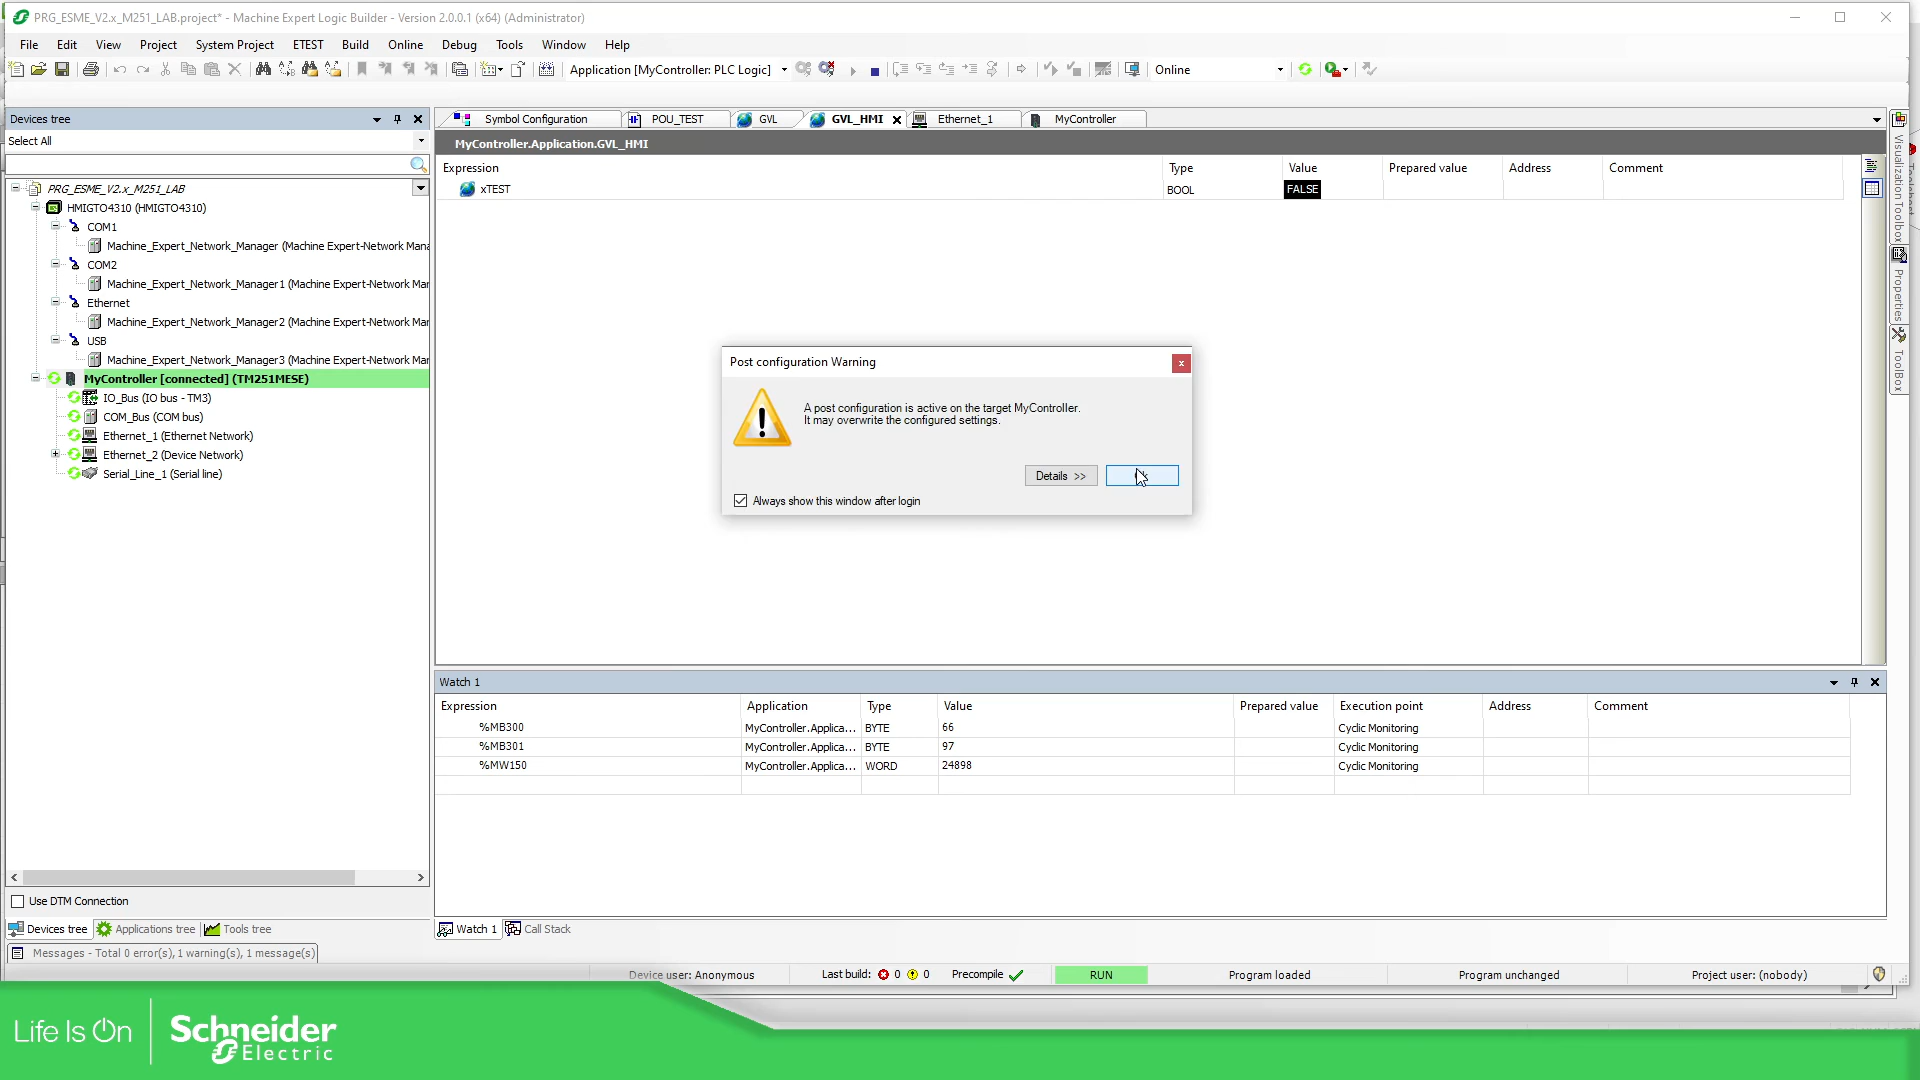 PRG_ESME_V2.x_M251_LAB.project* - Machine Expert Logic Builder - Version 2.0.0.1 (x64) (Administrator)
File Edit View Project System Project ETEST Build Online Debug Tools Window Help
Application [MyController: PLC Logic] Online
Devices tree
Select All
PRG_ESME_V2.x_M251_LAB
HMIGTO4310 (HMIGTO4310)
COM1
Machine_Expert_Network_Manager (Machine Expert-Network Mana
COM2
Machine_Expert_Network_Manager1 (Machine Expert-Network Mar
Ethernet
Machine_Expert_Network_Manager2 (Machine Expert-Network Mar
USB
Machine_Expert_Network_Manager3 (Machine Expert-Network Mar
MyController [connected] (TM251MESE)
IO_Bus (IO bus - TM3)
COM_Bus (COM bus)
Ethernet_1 (Ethernet Network)
Ethernet_2 (Device Network)
Serial_Line_1 (Serial line)
Use DTM Connection
Devices tree Applications tree Tools tree
Messages - Total 0 error(s), 1 warning(s), 1 message(s)
Symbol Configuration POU_TEST GVL GVL_HMI Ethernet_1 MyController
MyController.Application.GVL_HMI
Expression Type Value Prepared value Address Comment
xTEST BOOL FALSE
Post configuration Warning
x
A post configuration is active on the target MyController.
It may overwrite the configured settings.
Details >>
Always show this window after login
Watch 1
Expression Application Type Value Prepared value Execution point Address Comment
%MB300 MyController.Applica... BYTE 66 Cyclic Monitoring
%MB301 MyController.Applica... BYTE 97 Cyclic Monitoring
%MW150 MyController.Applica... WORD 24898 Cyclic Monitoring
Watch 1 Call Stack
Visualization Toolbox
Properties
ToolBox
Device user: Anonymous Last build: 0 0 Precompile RUN Program loaded Program unchanged Project user: (nobody)
Life Is On
Schneider
Electric